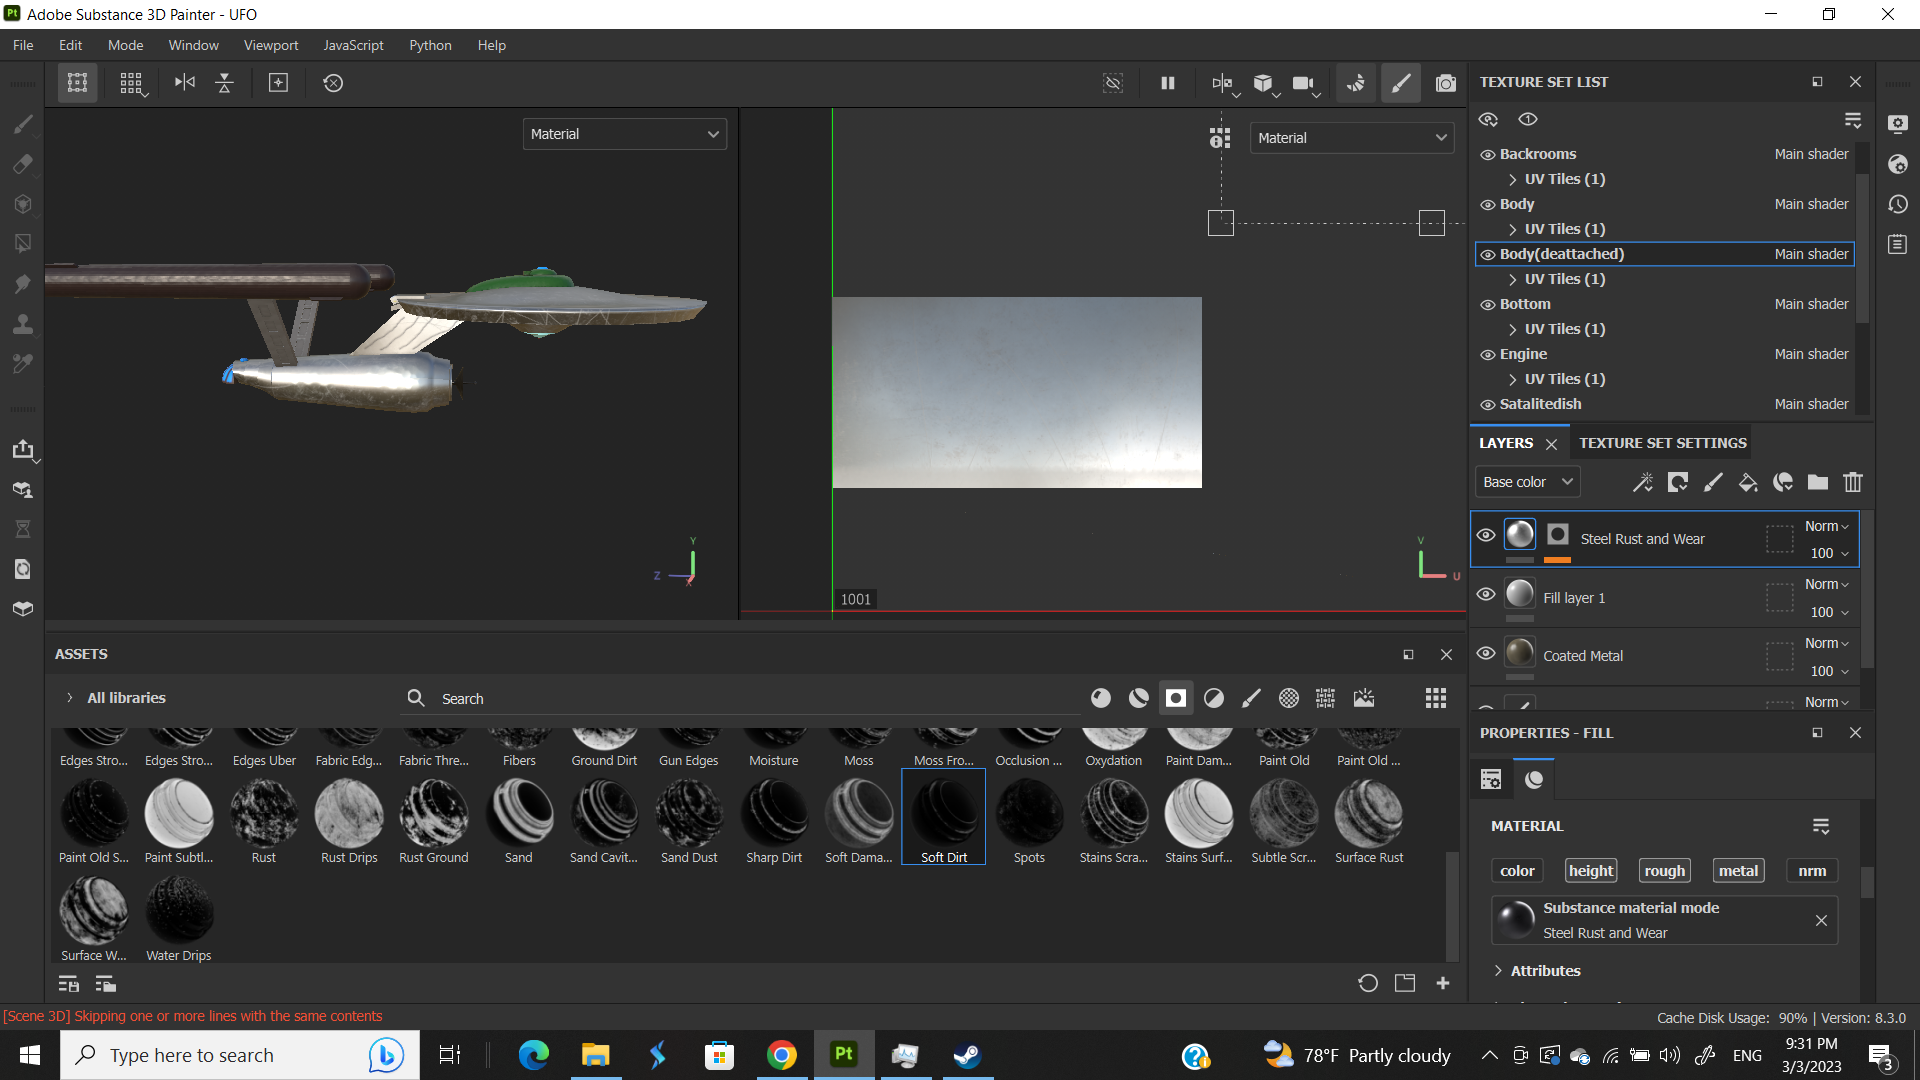 Pt Adobe Substance 3D Painter - UFO
File Edit Mode Window Viewport JavaScript Python Help
Material
Material
Y
Z
X
1001
V
U
TEXTURE SET LIST
Backrooms Main shader
UV Tiles (1)
Body Main shader
UV Tiles (1)
Body(deattached) Main shader
UV Tiles (1)
Bottom Main shader
UV Tiles (1)
Engine Main shader
UV Tiles (1)
Satalitedish Main shader
LAYERS TEXTURE SET SETTINGS
Base color
Steel Rust and Wear Norm
100
Fill layer 1 Norm
100
Coated Metal Norm
100
Norm
PROPERTIES - FILL
MATERIAL
color height rough metal nrm
Substance material mode
Steel Rust and Wear
Attributes
ASSETS
All libraries Search
Edges Stro... Edges Stro... Edges Uber Fabric Edg... Fabric Thre... Fibers Ground Dirt Gun Edges Moisture Moss Moss Fro... Occlusion ... Oxydation Paint Dam... Paint Old Paint Old ...
Paint Old S... Paint Subtl... Rust Rust Drips Rust Ground Sand Sand Cavit... Sand Dust Sharp Dirt Soft Dama... Soft Dirt Spots Stains Scra... Stains Surf... Subtle Scr... Surface Rust
Surface W... Water Drips
[Scene 3D] Skipping one or more lines with the same contents
Cache Disk Usage: 90% | Version: 8.3.0
Type here to search
Pt
78°F Partly cloudy
ENG
9:31 PM
3/3/2023
3